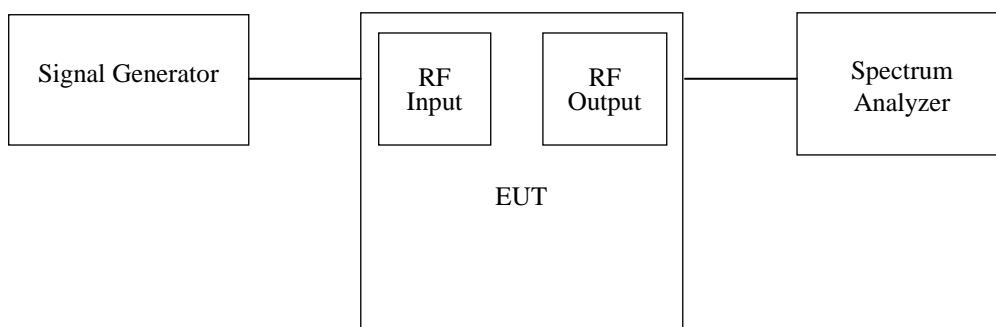 Signal Generator
RF
Input
RF
Output
Spectrum
Analyzer
EUT